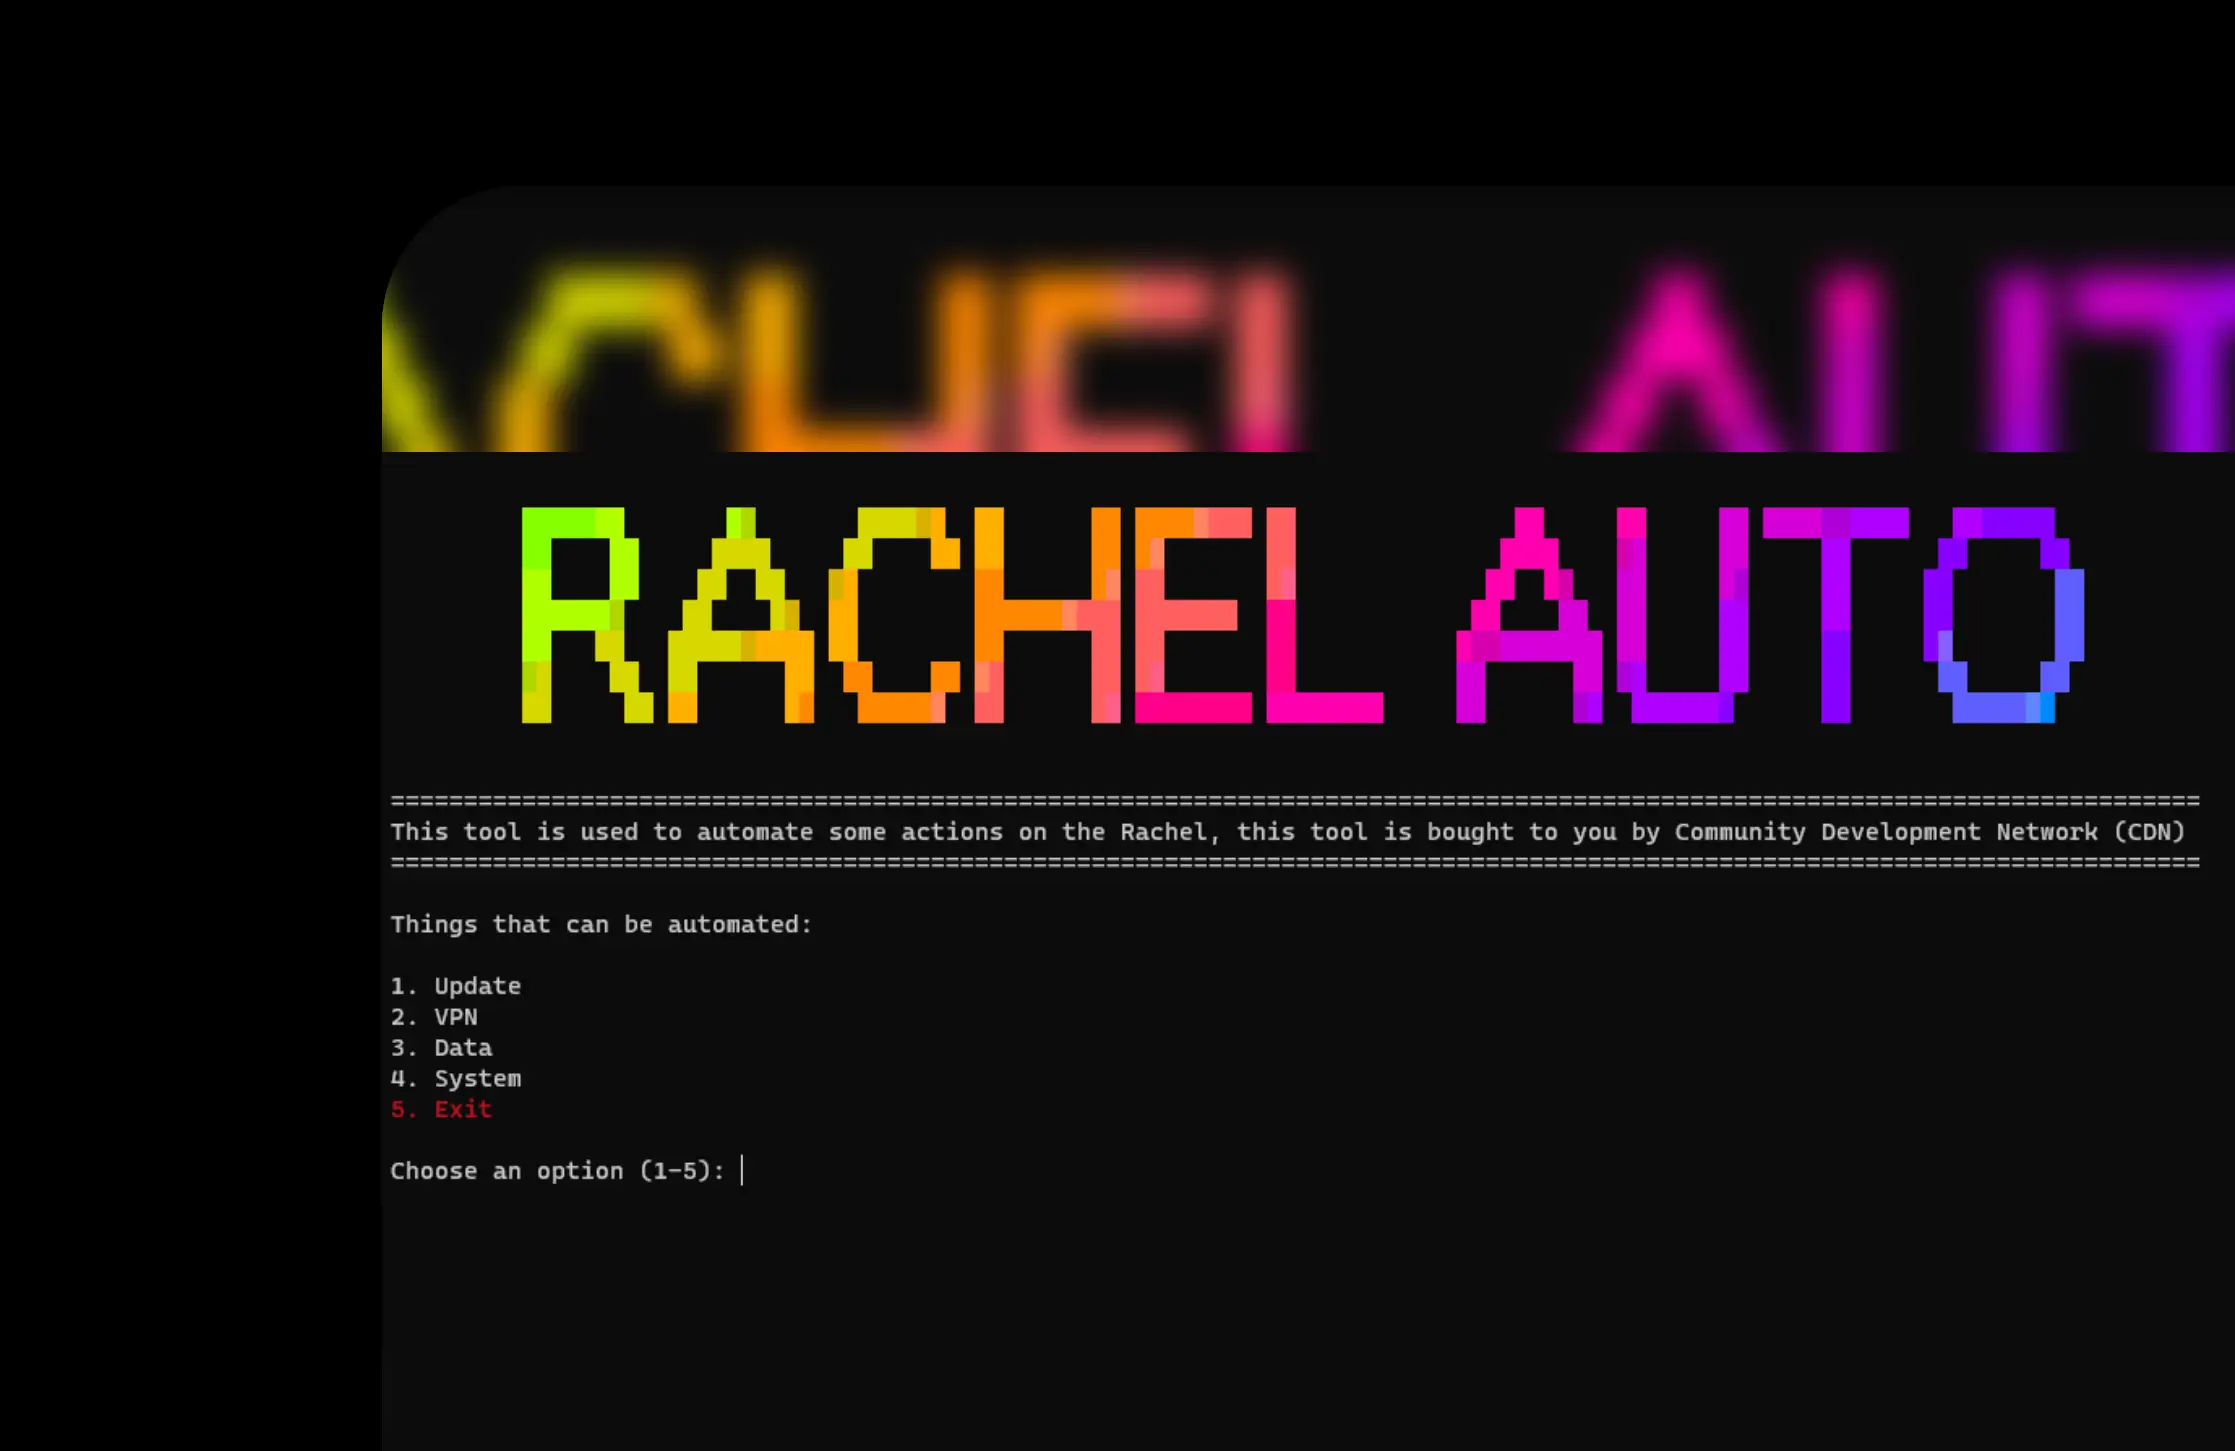 ACHEL AUT
RACHEL AUTO
==============================================================================================================================
This tool is used to automate some actions on the Rachel, this tool is bought to you by Community Development Network (CDN)
==============================================================================================================================
Things that can be automated:
1. Update
2. VPN
3. Data
4. System
5. Exit
Choose an option (1-5):